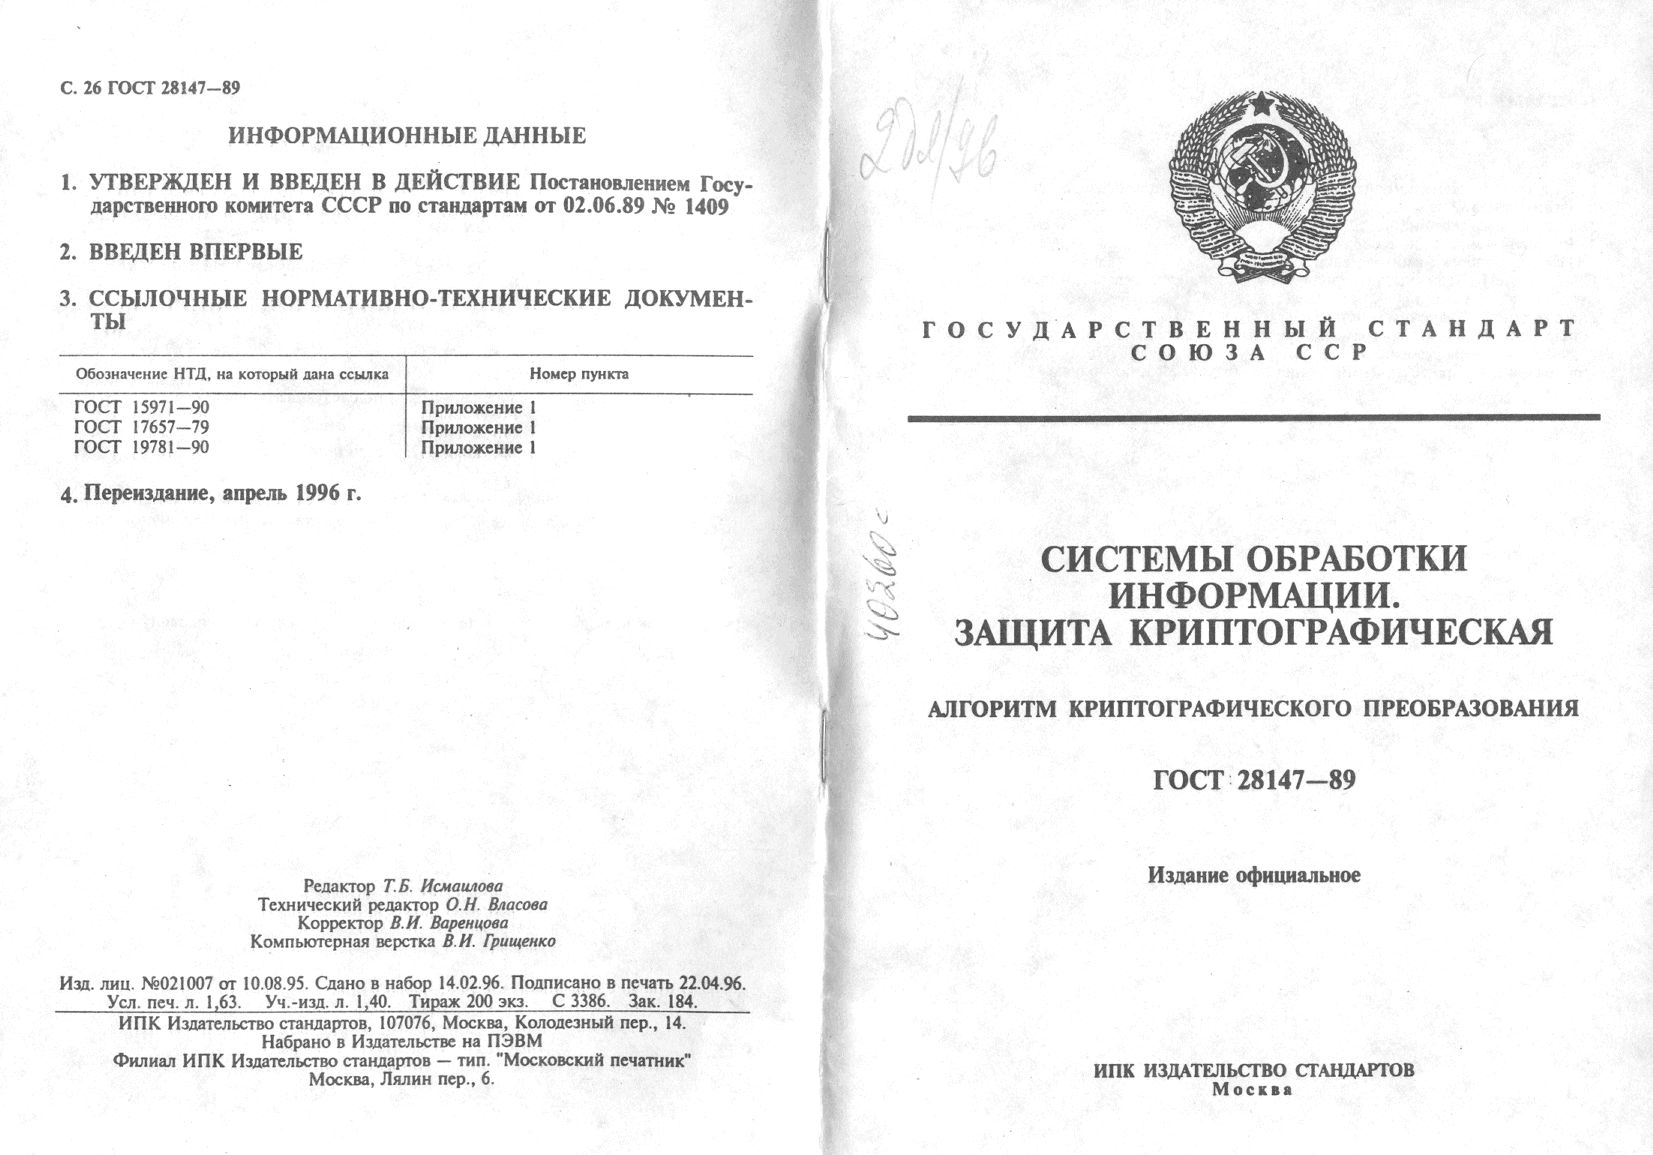 С. 26 ГОСТ 28147—89
ИНФОРМАЦИОННЫЕ ДАННЫЕ
1. УТВЕРЖДЕН И ВВЕДЕН В ДЕЙСТВИЕ Постановлением Госу-
дарственного комитета СССР по стандартам от 02.06.89 № 1409
2. ВВЕДЕН ВПЕРВЫЕ
3. ССЫЛОЧНЫЕ НОРМАТИВНО-ТЕХНИЧЕСКИЕ ДОКУМЕН-
ТЫ
Обозначение НТД, на который дана ссылка Номер пункта
ГОСТ 15971—90 Приложение 1
ГОСТ 17657—79 Приложение 1
ГОСТ 19781—90 Приложение 1
4. Переиздание, апрель 1996 г.
Редактор Т.Б. Исмаилова
Технический редактор О.Н. Власова
Корректор В.И. Варенцова
Компьютерная верстка В.И. Грищенко
Изд. лиц. №021007 от 10.08.95. Сдано в набор 14.02.96. Подписано в печать 22.04.96.
Усл. печ. л. 1,63. Уч.-изд. л. 1,40. Тираж 200 экз. С 3386. Зак. 184.
ИПК Издательство стандартов, 107076, Москва, Колодезный пер., 14.
Набрано в Издательстве на ПЭВМ
Филиал ИПК Издательство стандартов — тип. "Московский печатник"
Москва, Лялин пер., 6.
ГОСУДАРСТВЕННЫЙ СТАНДАРТ
СОЮЗА ССР
СИСТЕМЫ ОБРАБОТКИ
ИНФОРМАЦИИ.
ЗАЩИТА КРИПТОГРАФИЧЕСКАЯ
АЛГОРИТМ КРИПТОГРАФИЧЕСКОГО ПРЕОБРАЗОВАНИЯ
ГОСТ 28147—89
Издание официальное
ИПК ИЗДАТЕЛЬСТВО СТАНДАРТОВ
Москва